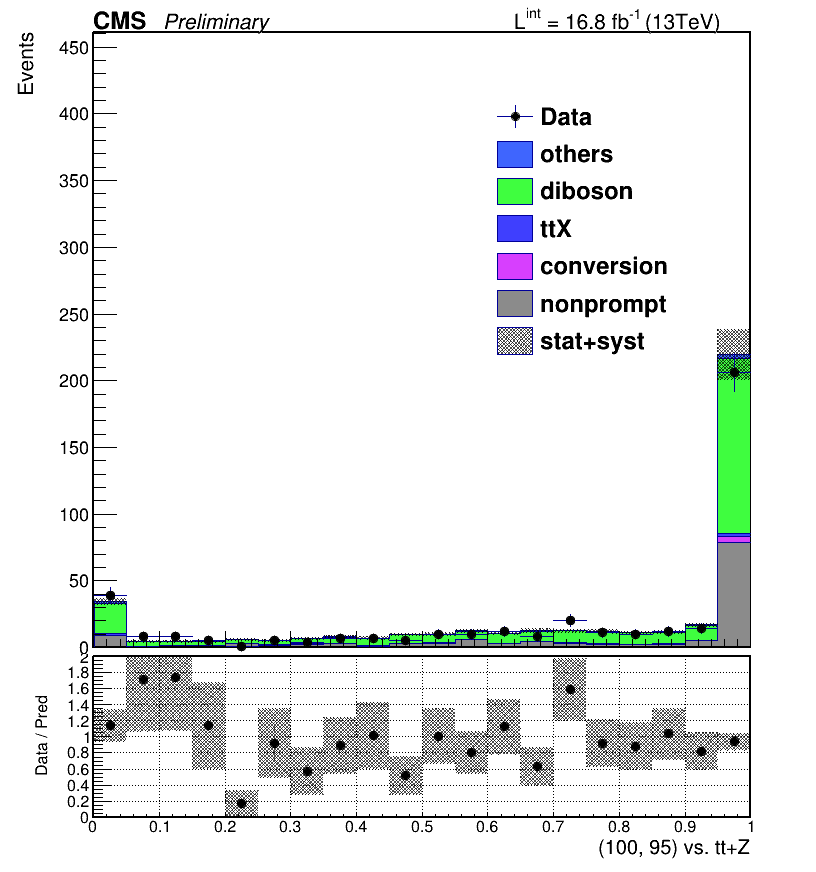 CMS Preliminary L^int = 16.8 fb^-1 (13TeV)
Events
450
400
350
300
250
200
150
100
50
0
Data
others
diboson
ttX
conversion
nonprompt
stat+syst
Data / Pred
2
1.8
1.6
1.4
1.2
1
0.8
0.6
0.4
0.2
0
0 0.1 0.2 0.3 0.4 0.5 0.6 0.7 0.8 0.9 1
(100, 95) vs. tt+Z